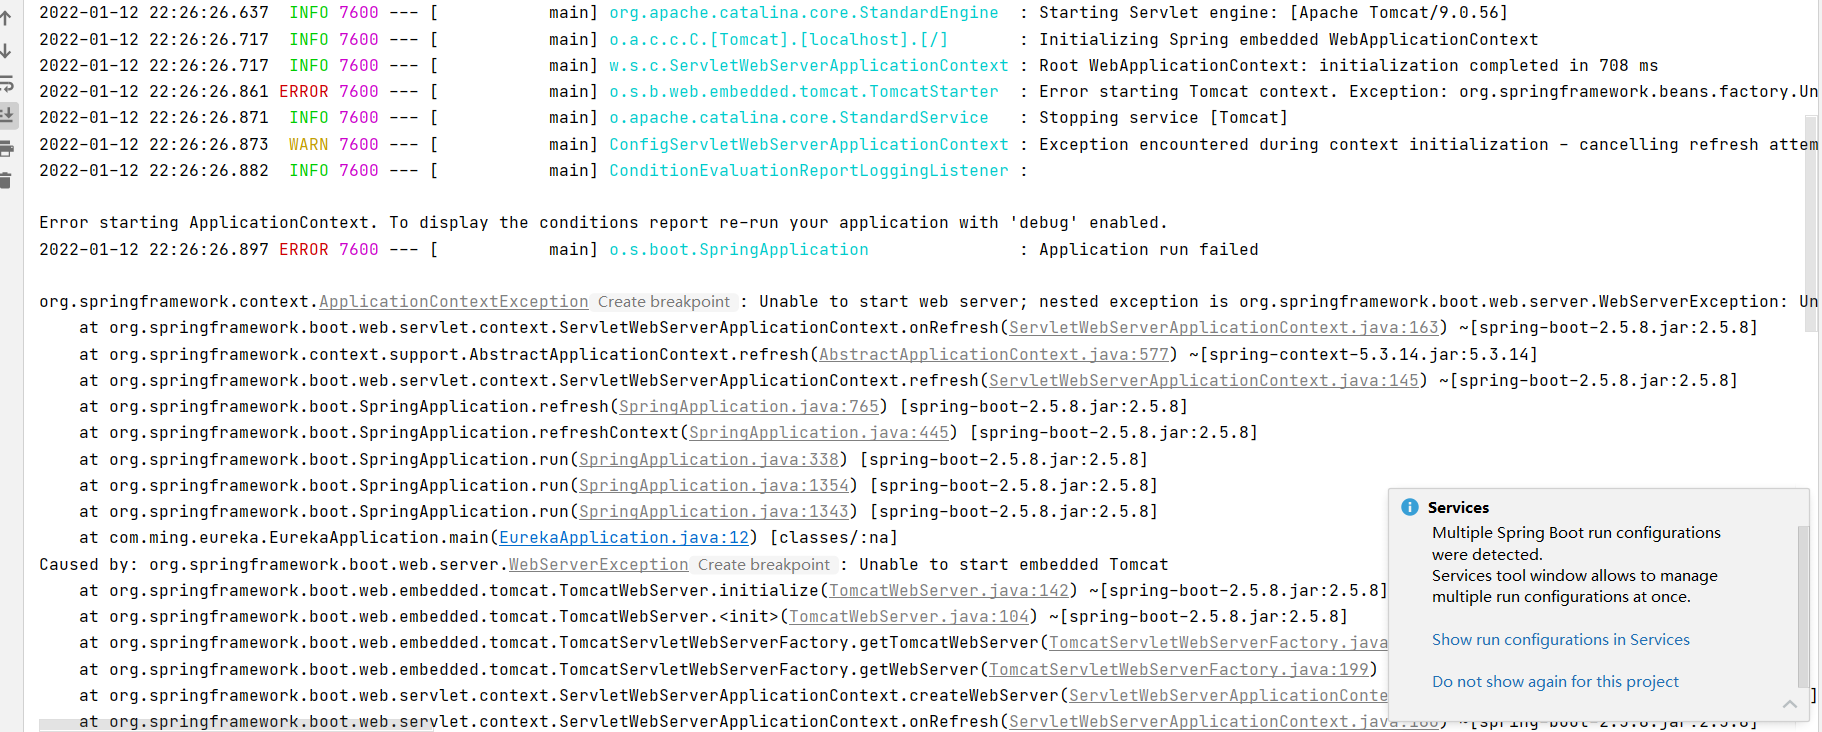 2022-01-12 22:26:26.637  INFO 7600 --- [           main] org.apache.catalina.core.StandardEngine  : Starting Servlet engine: [Apache Tomcat/9.0.56]
2022-01-12 22:26:26.717  INFO 7600 --- [           main] o.a.c.c.C.[Tomcat].[localhost].[/]       : Initializing Spring embedded WebApplicationContext
2022-01-12 22:26:26.717  INFO 7600 --- [           main] w.s.c.ServletWebServerApplicationContext : Root WebApplicationContext: initialization completed in 708 ms
2022-01-12 22:26:26.861 ERROR 7600 --- [           main] o.s.b.web.embedded.tomcat.TomcatStarter  : Error starting Tomcat context. Exception: org.springframework.beans.factory.Un
2022-01-12 22:26:26.871  INFO 7600 --- [           main] o.apache.catalina.core.StandardService   : Stopping service [Tomcat]
2022-01-12 22:26:26.873  WARN 7600 --- [           main] ConfigServletWebServerApplicationContext : Exception encountered during context initialization - cancelling refresh attem
2022-01-12 22:26:26.882  INFO 7600 --- [           main] ConditionEvaluationReportLoggingListener :
Error starting ApplicationContext. To display the conditions report re-run your application with 'debug' enabled.
2022-01-12 22:26:26.897 ERROR 7600 --- [           main] o.s.boot.SpringApplication               : Application run failed
org.springframework.context.ApplicationContextException Create breakpoint : Unable to start web server; nested exception is org.springframework.boot.web.server.WebServerException: Un
at org.springframework.boot.web.servlet.context.ServletWebServerApplicationContext.onRefresh(ServletWebServerApplicationContext.java:163) ~[spring-boot-2.5.8.jar:2.5.8]
at org.springframework.context.support.AbstractApplicationContext.refresh(AbstractApplicationContext.java:577) ~[spring-context-5.3.14.jar:5.3.14]
at org.springframework.boot.web.servlet.context.ServletWebServerApplicationContext.refresh(ServletWebServerApplicationContext.java:145) ~[spring-boot-2.5.8.jar:2.5.8]
at org.springframework.boot.SpringApplication.refresh(SpringApplication.java:765) [spring-boot-2.5.8.jar:2.5.8]
at org.springframework.boot.SpringApplication.refreshContext(SpringApplication.java:445) [spring-boot-2.5.8.jar:2.5.8]
at org.springframework.boot.SpringApplication.run(SpringApplication.java:338) [spring-boot-2.5.8.jar:2.5.8]
at org.springframework.boot.SpringApplication.run(SpringApplication.java:1354) [spring-boot-2.5.8.jar:2.5.8]
at org.springframework.boot.SpringApplication.run(SpringApplication.java:1343) [spring-boot-2.5.8.jar:2.5.8]
at com.ming.eureka.EurekaApplication.main(EurekaApplication.java:12) [classes/:na]
Caused by: org.springframework.boot.web.server.WebServerException Create breakpoint : Unable to start embedded Tomcat
at org.springframework.boot.web.embedded.tomcat.TomcatWebServer.initialize(TomcatWebServer.java:142) ~[spring-boot-2.5.8.jar:2.5.8]
at org.springframework.boot.web.embedded.tomcat.TomcatWebServer.<init>(TomcatWebServer.java:104) ~[spring-boot-2.5.8.jar:2.5.8]
at org.springframework.boot.web.embedded.tomcat.TomcatServletWebServerFactory.getTomcatWebServer(TomcatServletWebServerFactory.java
at org.springframework.boot.web.embedded.tomcat.TomcatServletWebServerFactory.getWebServer(TomcatServletWebServerFactory.java:199)
at org.springframework.boot.web.servlet.context.ServletWebServerApplicationContext.createWebServer(ServletWebServerApplicationConte
at org.springframework.boot.web.servlet.context.ServletWebServerApplicationContext.onRefresh(ServletWebServerApplicationContext.java:160) ~[spring-boot-2.5.8.jar:2.5.8]
Services
Multiple Spring Boot run configurations
were detected.
Services tool window allows to manage
multiple run configurations at once.
Show run configurations in Services
Do not show again for this project